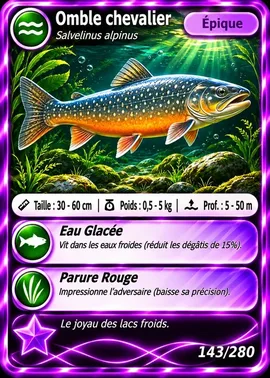 Omble chevalier
Épique
Salvelinus alpinus
Taille : 30 - 60 cm | Poids : 0,5 - 5 kg | Prof. : 5 - 50 m
Eau Glacée
Vit dans les eaux froides (réduit les dégâts de 15%).
Parure Rouge
Impressionne l'adversaire (baisse sa précision).
Le joyau des lacs froids.
143/280